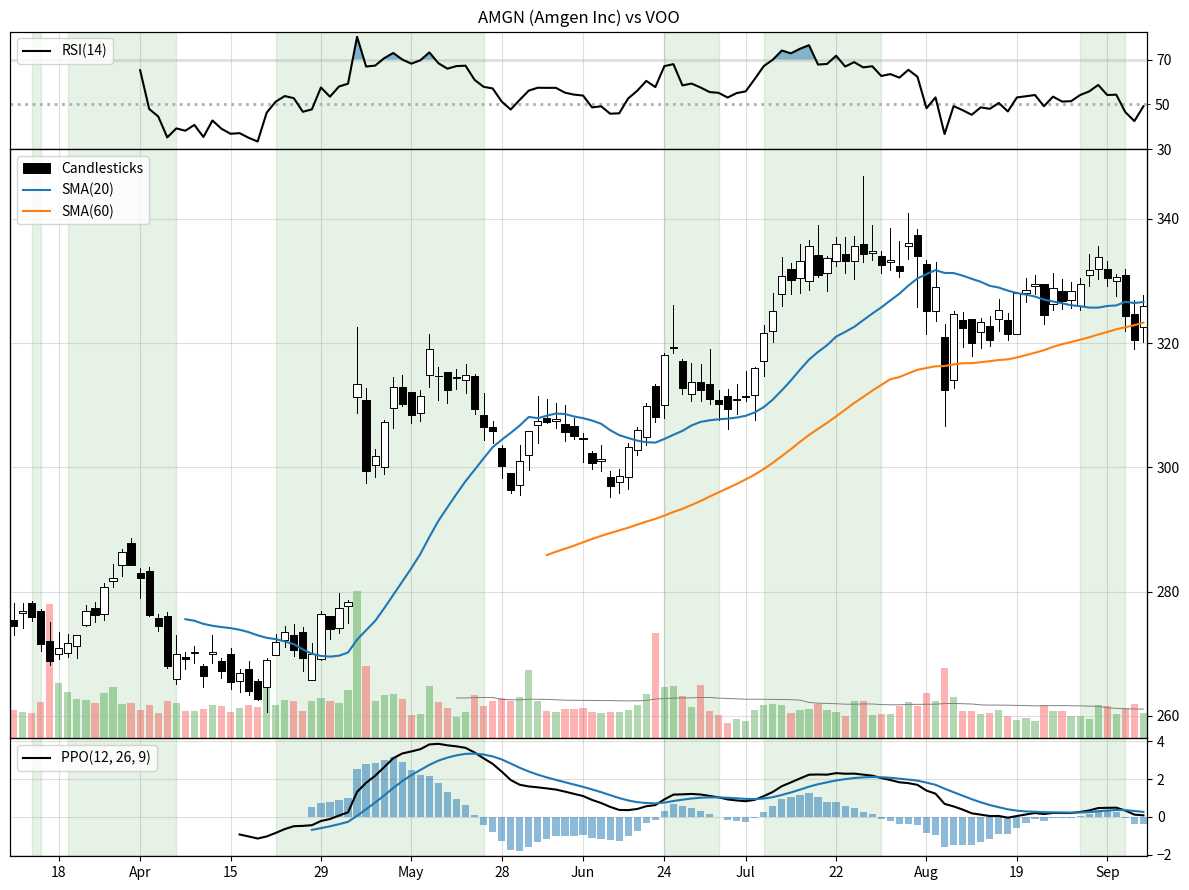 AMGN (Amgen Inc) vs VOO
RSI(14)
70
50
30
Candlesticks
SMA(20)
SMA(60)
340
320
300
280
260
PPO(12, 26, 9)
4
2
0
−2
18 Apr 15 29 May 28 Jun 24 Jul 22 Aug 19 Sep